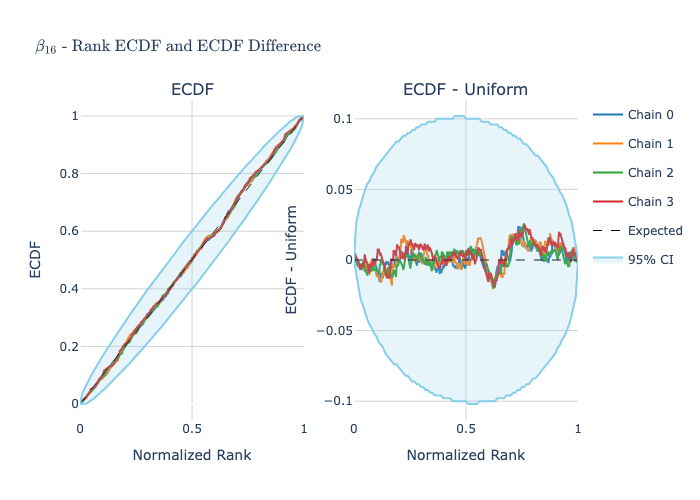 β₁₆ - Rank ECDF and ECDF Difference
ECDF
ECDF - Uniform
ECDF
1
0.8
0.6
0.4
0.2
0
0
0.5
1
Normalized Rank
ECDF - Uniform
0.1
0.05
0
−0.05
−0.1
0
0.5
1
Normalized Rank
Chain 0
Chain 1
Chain 2
Chain 3
Expected
95% CI